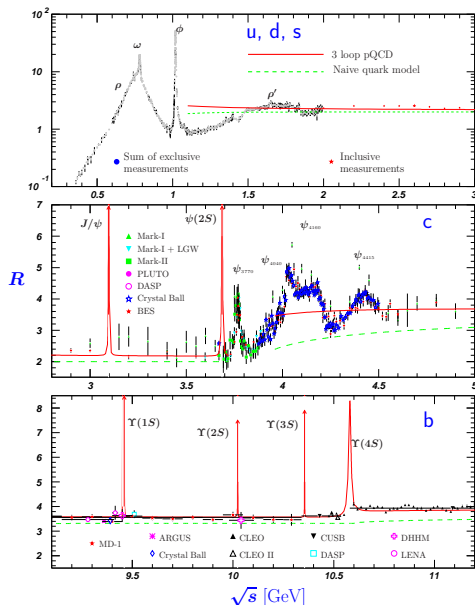 10²
u, d, s
ω
ϕ
3 loop pQCD
Naive quark model
10
ρ
ρ′
1
Sum of exclusive
measurements
Inclusive
measurements
10⁻¹
0.5 1 1.5 2 2.5 3
7
J/ψ
ψ(2S)
c
6
Mark-I
Mark-I + LGW
Mark-II
PLUTO
DASP
Crystal Ball
BES
ψ₃₇₇₀
ψ₄₀₄₀
ψ₄₁₆₀
ψ₄₄₁₅
5
R
4
3
2
3 3.5 4 4.5 5
8
Υ(1S)
Υ(2S)
Υ(3S)
Υ(4S)
b
7
6
5
4
3
2
MD-1
ARGUS
CLEO
CUSB
DHHM
Crystal Ball
CLEO II
DASP
LENA
9.5 10 10.5 11
√s [GeV]